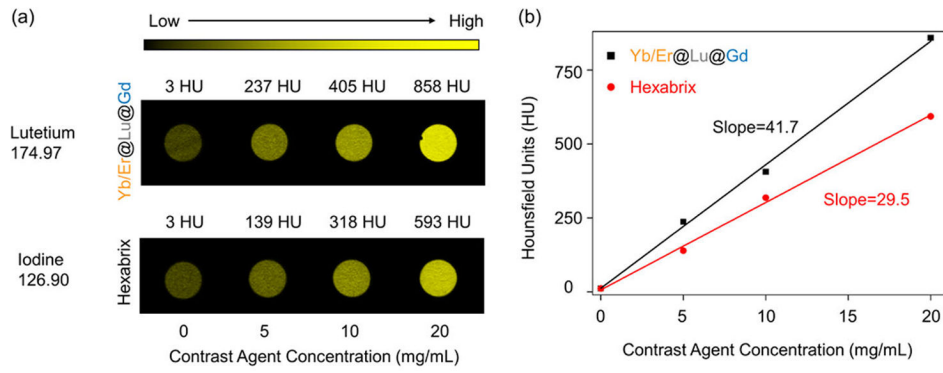 (a)
Low
High
3 HU 237 HU 405 HU 858 HU
Lutetium
174.97
Yb/Er@Lu@Gd
3 HU 139 HU 318 HU 593 HU
Iodine
126.90
Hexabrix
0 5 10 20
Contrast Agent Concentration (mg/mL)
(b)
Yb/Er@Lu@Gd
Hexabrix
Slope=41.7
Slope=29.5
Hounsfield Units (HU)
750
500
250
0
0 5 10 15 20
Contrast Agent Concentration (mg/mL)